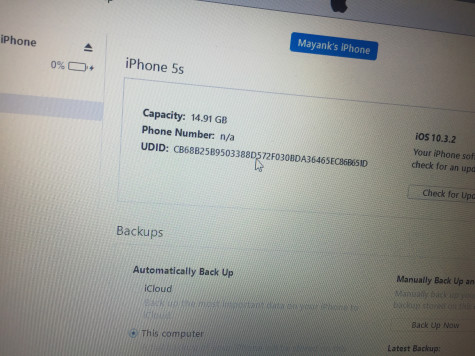 Mayank's iPhone
iPhone
0%
iPhone 5s
Capacity: 14.91 GB
Phone Number: n/a
UDID: CB68B25B9503388D572F030BDA36465EC86B651D
iOS 10.3.2
Your iPhone sof
check for an upd
Check for Upd
Backups
Automatically Back Up
iCloud
Back up the most important data on your iPhone to
iCloud.
This computer
Manually Back Up an
Manually back up your
backup stored on this
Back Up Now
Latest Backup: